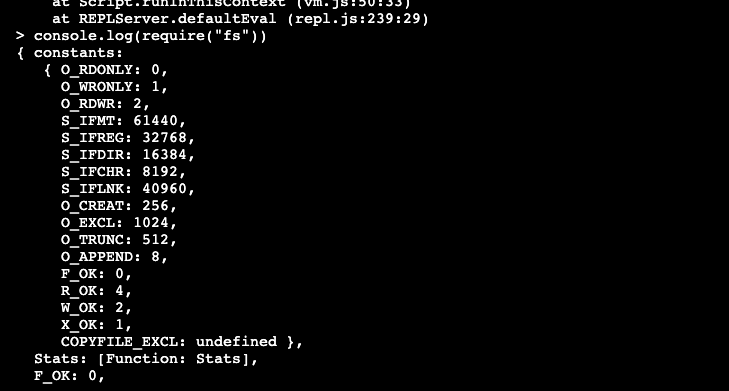 at Script.runInThisContext (vm.js:50:33)
at REPLServer.defaultEval (repl.js:239:29)
> console.log(require("fs"))
{ constants:
{ O_RDONLY: 0,
O_WRONLY: 1,
O_RDWR: 2,
S_IFMT: 61440,
S_IFREG: 32768,
S_IFDIR: 16384,
S_IFCHR: 8192,
S_IFLNK: 40960,
O_CREAT: 256,
O_EXCL: 1024,
O_TRUNC: 512,
O_APPEND: 8,
F_OK: 0,
R_OK: 4,
W_OK: 2,
X_OK: 1,
COPYFILE_EXCL: undefined },
Stats: [Function: Stats],
F_OK: 0,